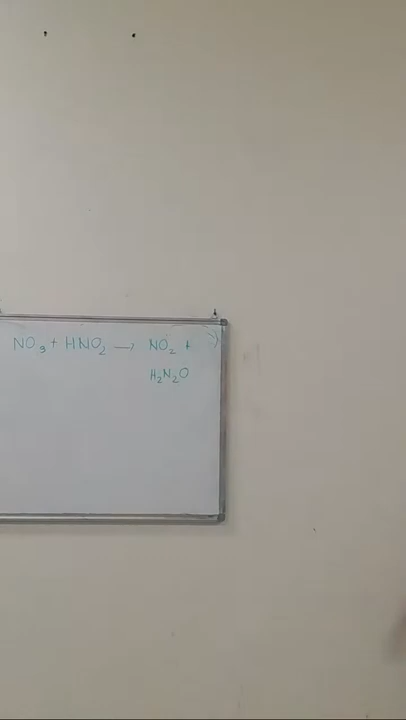 NO₃ + HNO₂ → NO₂ +
H₂N₂O